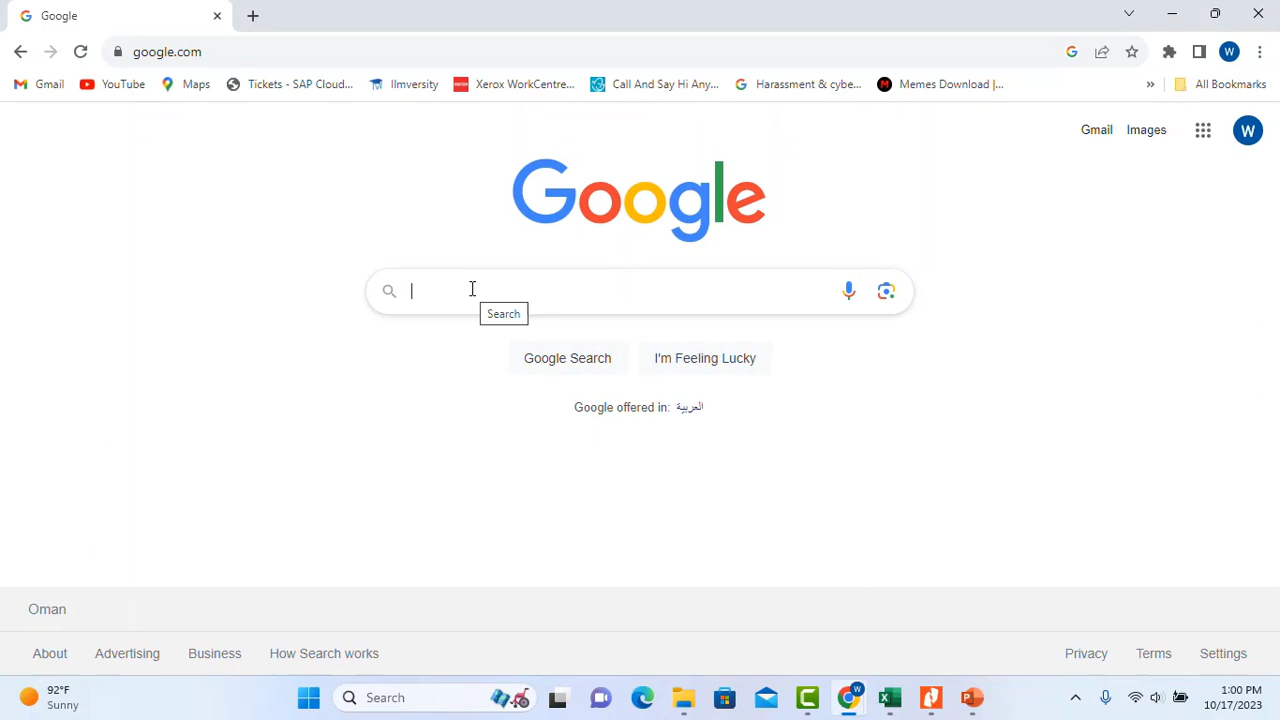 Google
google.com
Gmail
YouTube
Maps
Tickets - SAP Cloud...
Ilmversity
Xerox WorkCentre...
Call And Say Hi Any...
Harassment & cybe...
Memes Download |...
»
All Bookmarks
W
Gmail
Images
W
Google
Search
Google Search
I'm Feeling Lucky
Google offered in: العربية
Oman
About
Advertising
Business
How Search works
Privacy
Terms
Settings
92°F
Sunny
Search
1:00 PM
10/17/2023